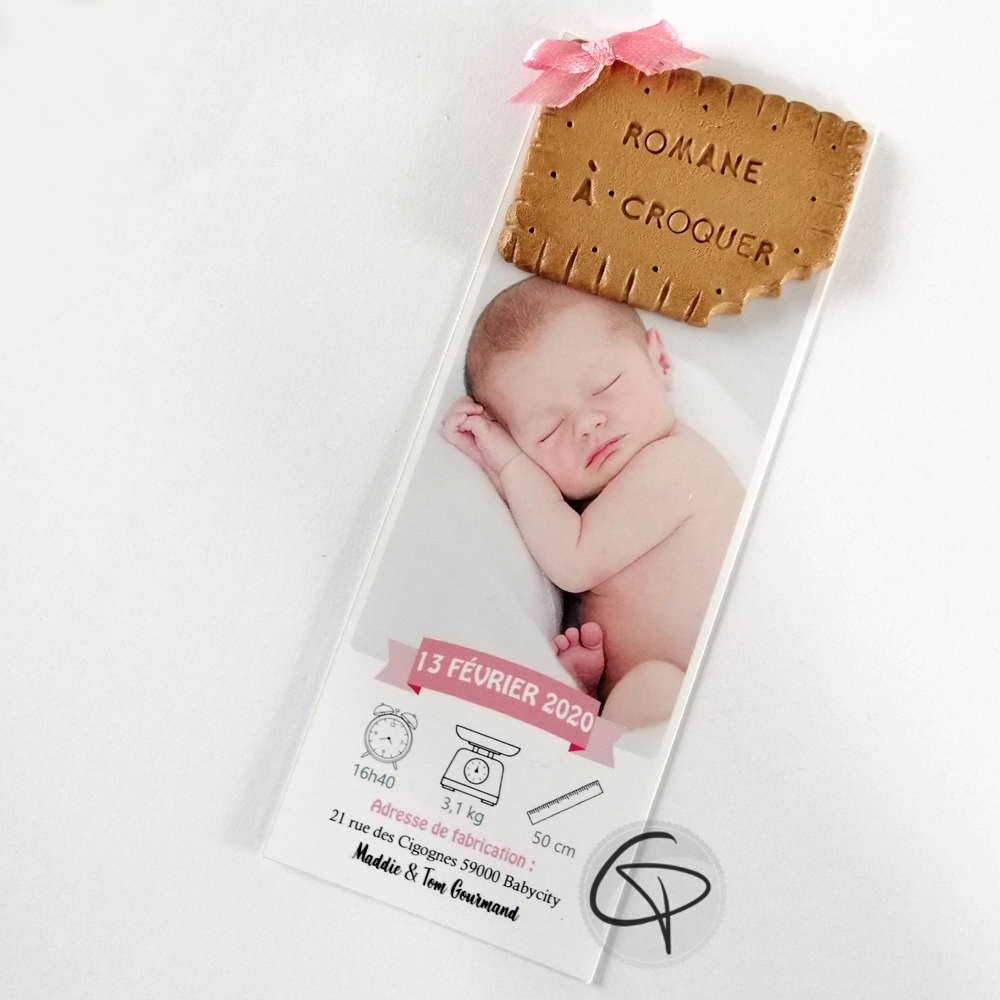 ROMANE
À CROQUER
13 FÉVRIER 2020
16h40
3,1 kg
50 cm
Adresse de fabrication :
21 rue des Cigognes 59000 Babycity
Maddie & Tom Gourmand